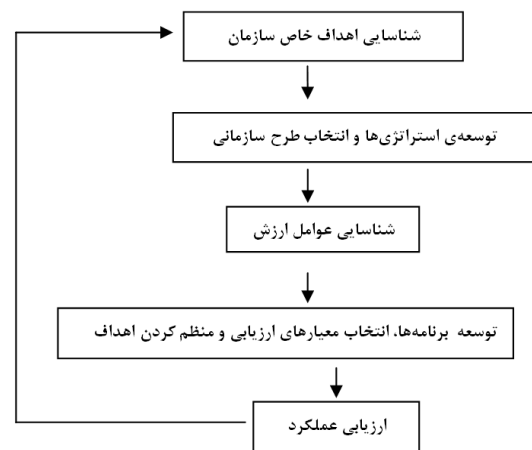 شناسایی اهداف خاص سازمان
توسعه‌ی استراتژی‌ها و انتخاب طرح سازمانی
شناسایی عوامل ارزش
توسعه برنامه‌ها، انتخاب معیارهای ارزیابی و منظم کردن اهداف
ارزیابی عملکرد